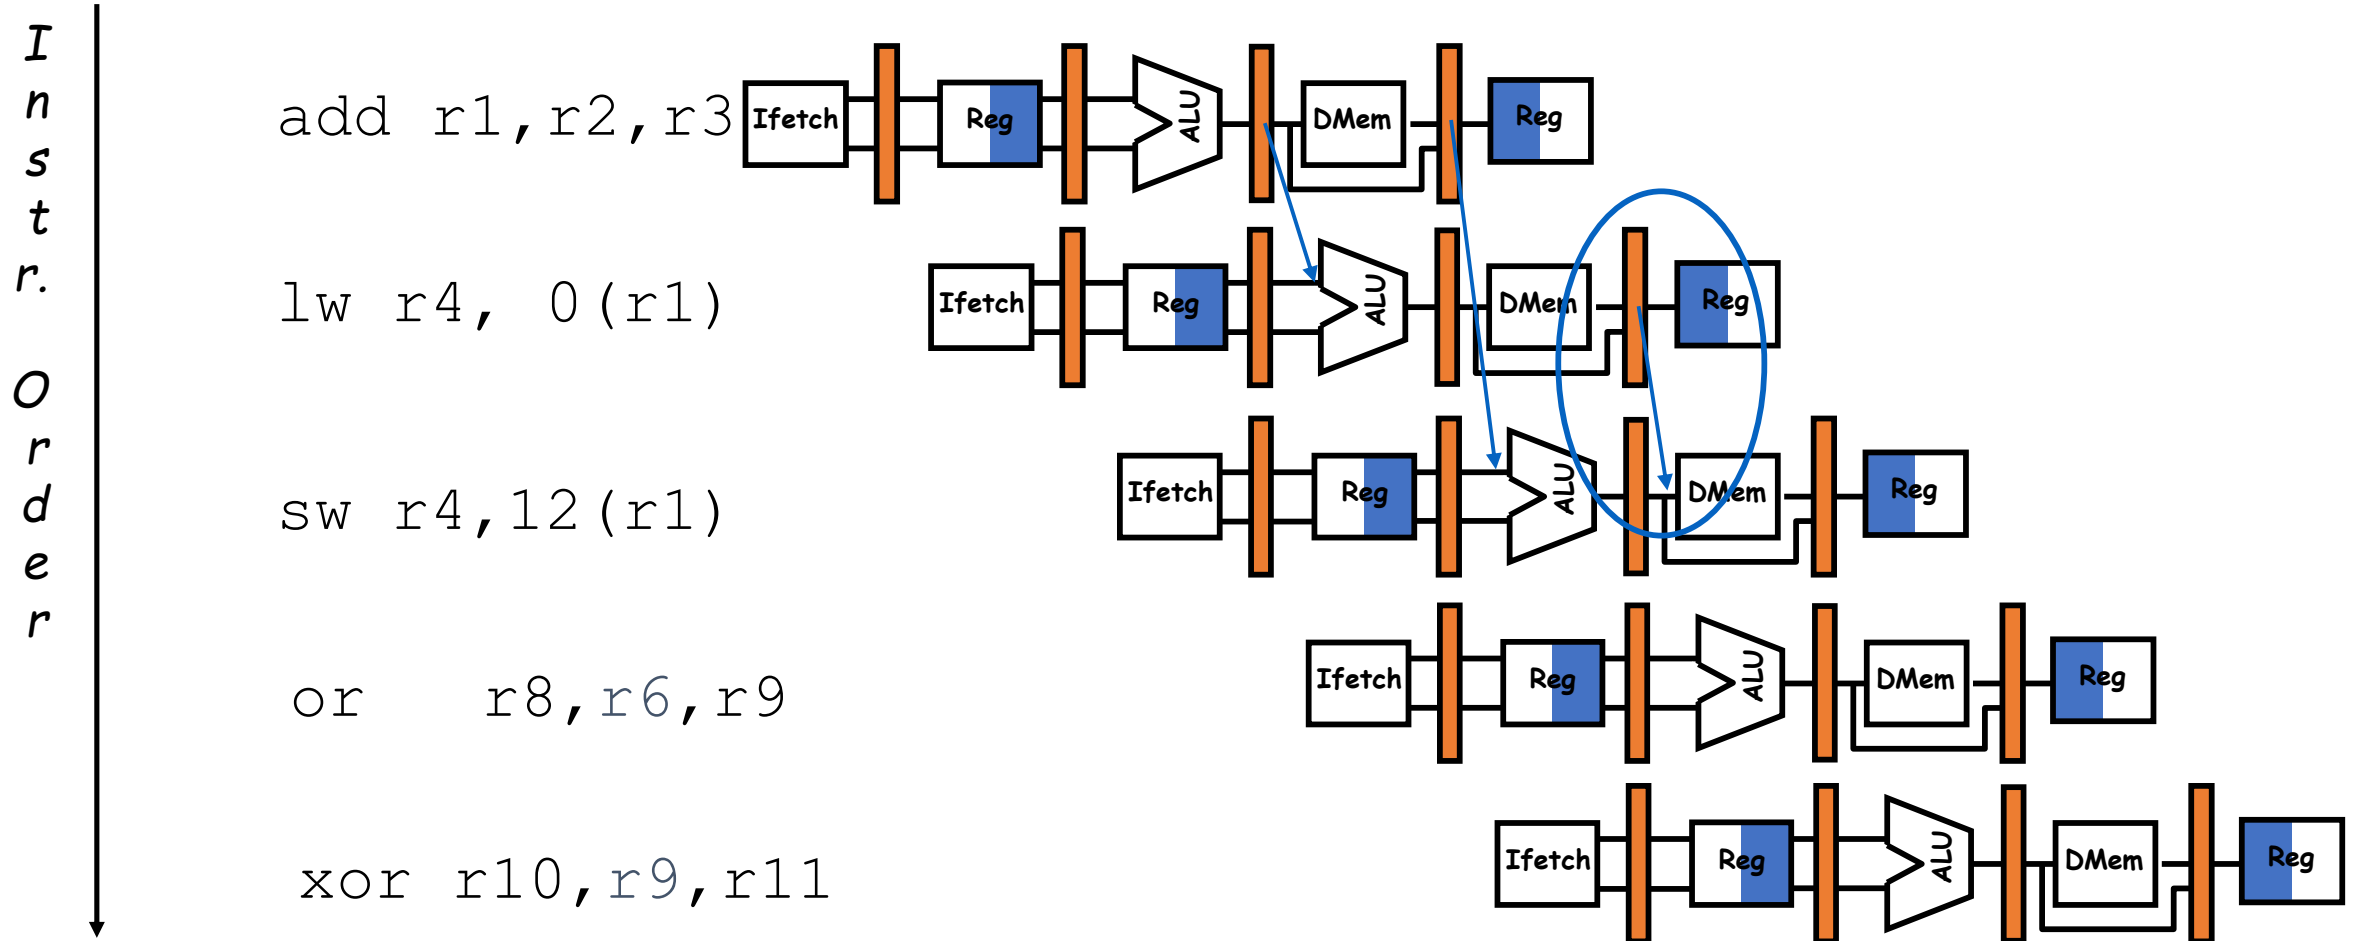 Instr. Order
add r1,r2,r3 Ifetch Reg ALU DMem Reg
lw r4, 0(r1) Ifetch Reg ALU DMem Reg
sw r4,12(r1) Ifetch Reg ALU DMem Reg
or r8,r6,r9 Ifetch Reg ALU DMem Reg
xor r10,r9,r11 Ifetch Reg ALU DMem Reg